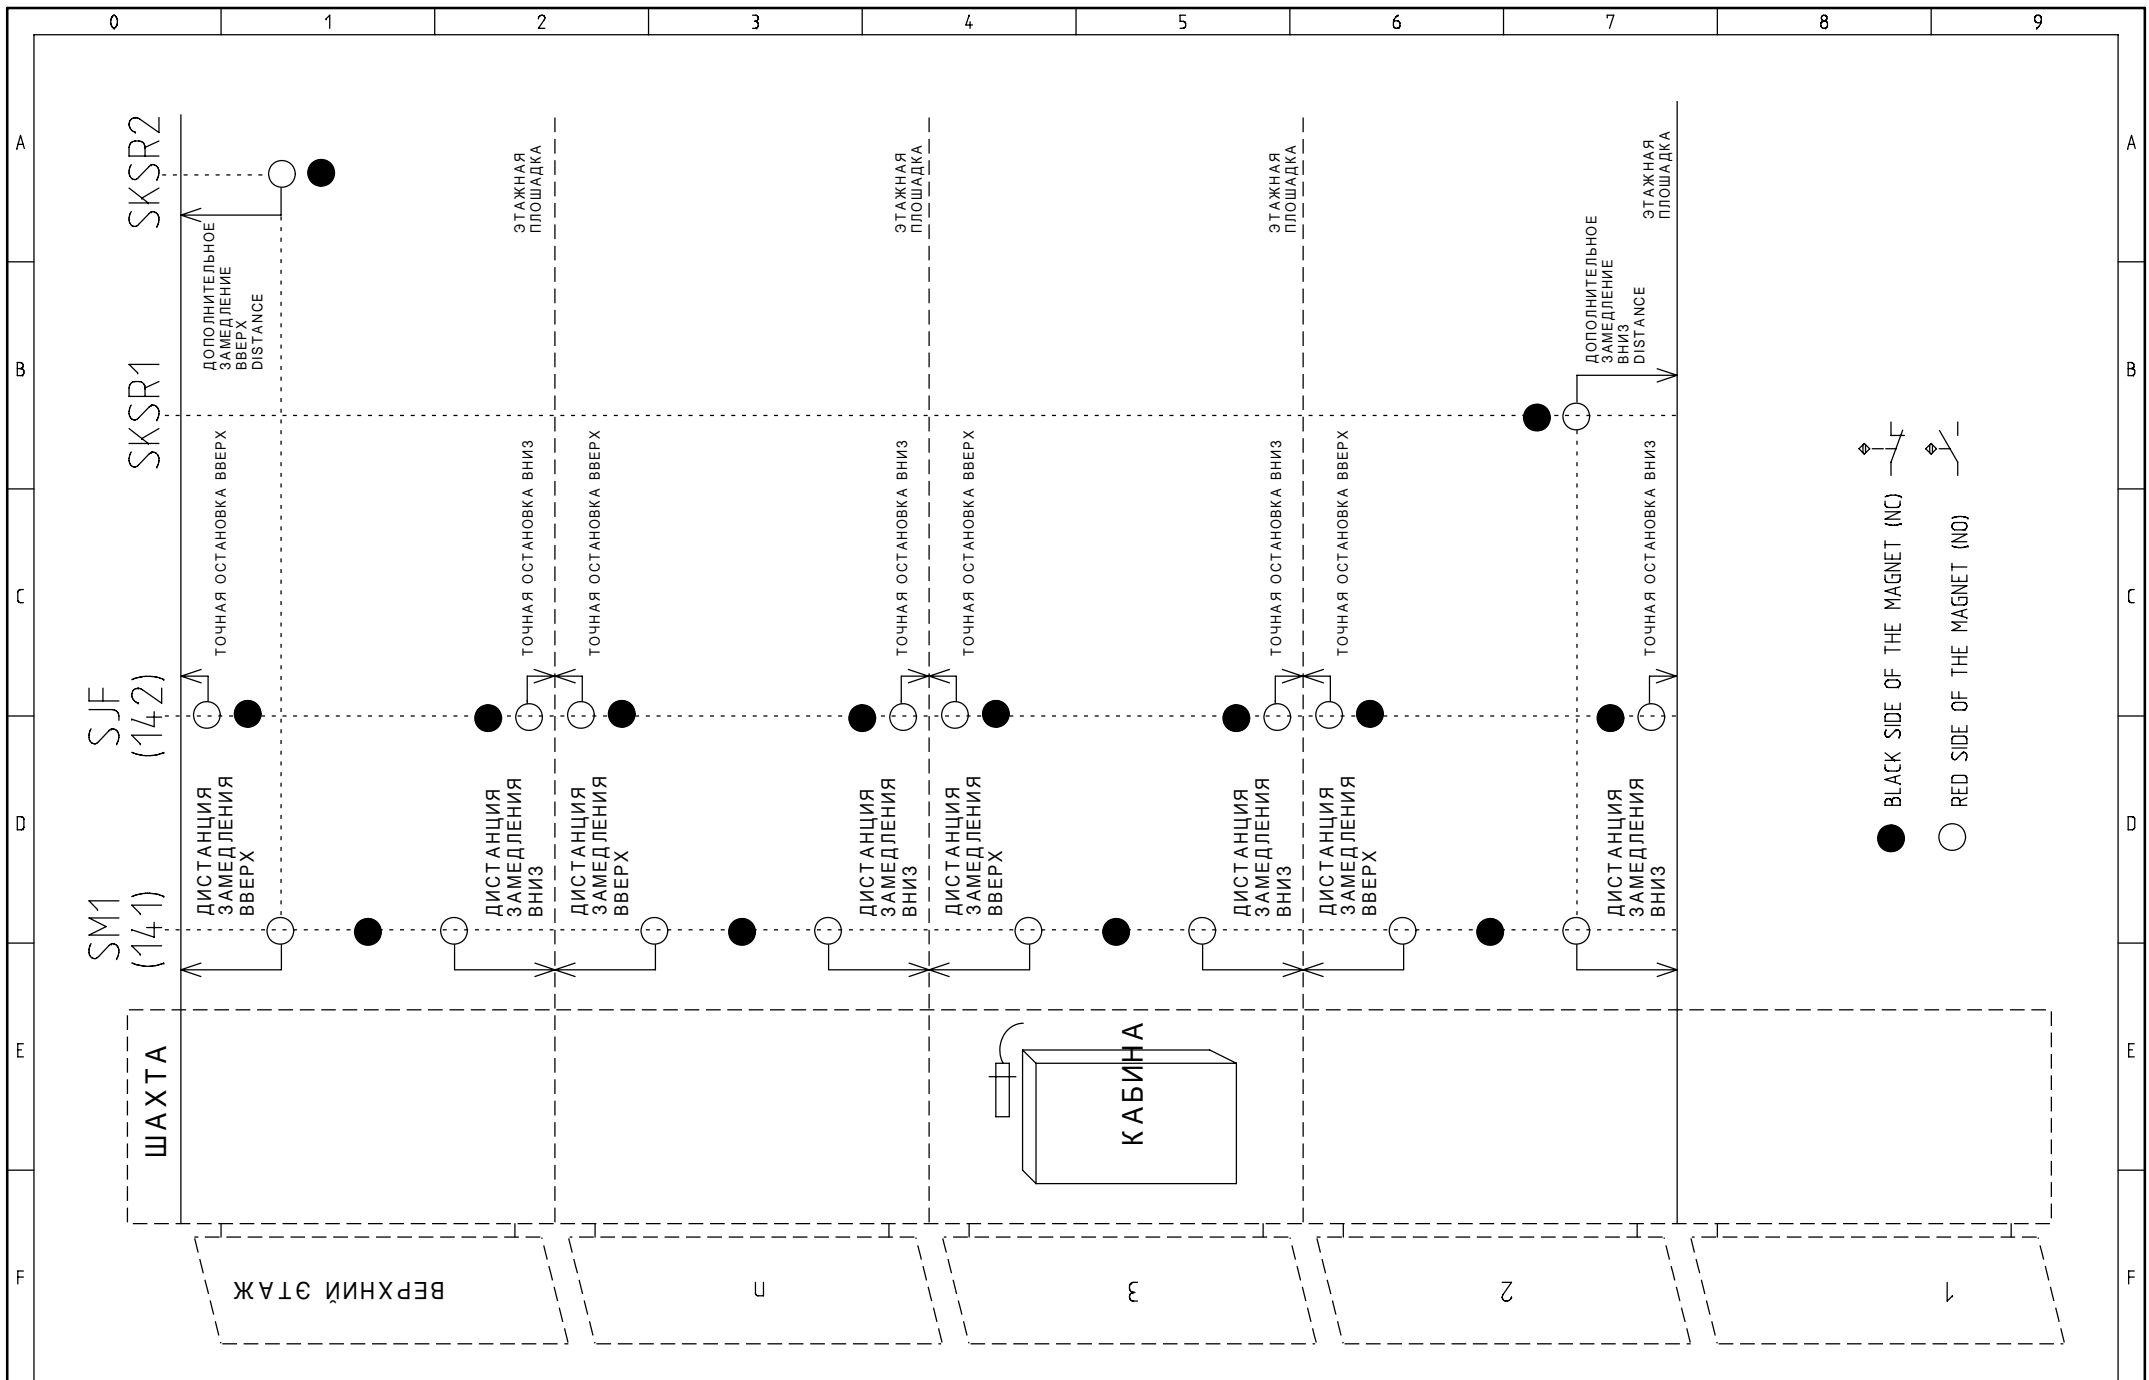 0 1 2 3 4 5 6 7 8 9
A
B
C
D
E
F
A
B
C
D
E
F
SKSR2
SKSR1
SJF
(142)
SM1
(141)
ДОПОЛНИТЕЛЬНОЕ
ЗАМЕДЛЕНИЕ
ВВЕРХ
DISTANCE
ЭТАЖНАЯ
ПЛОШАДКА
ЭТАЖНАЯ
ПЛОШАДКА
ЭТАЖНАЯ
ПЛОШАДКА
ЭТАЖНАЯ
ПЛОШАДКА
ДОПОЛНИТЕЛЬНОЕ
ЗАМЕДЛЕНИЕ
ВНИЗ
DISTANCE
ТОЧНАЯ ОСТАНОВКА ВВЕРХ
ТОЧНАЯ ОСТАНОВКА ВНИЗ
ТОЧНАЯ ОСТАНОВКА ВВЕРХ
ТОЧНАЯ ОСТАНОВКА ВНИЗ
ТОЧНАЯ ОСТАНОВКА ВВЕРХ
ТОЧНАЯ ОСТАНОВКА ВНИЗ
ТОЧНАЯ ОСТАНОВКА ВВЕРХ
ТОЧНАЯ ОСТАНОВКА ВНИЗ
ДИСТАНЦИЯ
ЗАМЕДЛЕНИЯ
ВВЕРХ
ДИСТАНЦИЯ
ЗАМЕДЛЕНИЯ
ВНИЗ
ДИСТАНЦИЯ
ЗАМЕДЛЕНИЯ
ВВЕРХ
ДИСТАНЦИЯ
ЗАМЕДЛЕНИЯ
ВНИЗ
ДИСТАНЦИЯ
ЗАМЕДЛЕНИЯ
ВВЕРХ
ДИСТАНЦИЯ
ЗАМЕДЛЕНИЯ
ВНИЗ
ДИСТАНЦИЯ
ЗАМЕДЛЕНИЯ
ВВЕРХ
ДИСТАНЦИЯ
ЗАМЕДЛЕНИЯ
ВНИЗ
BLACK SIDE OF THE MAGNET (NC)
RED SIDE OF THE MAGNET (NO)
ШАХТА
КАБИНА
ВЕРХНИЙ ЭТАЖ
n
3
2
1